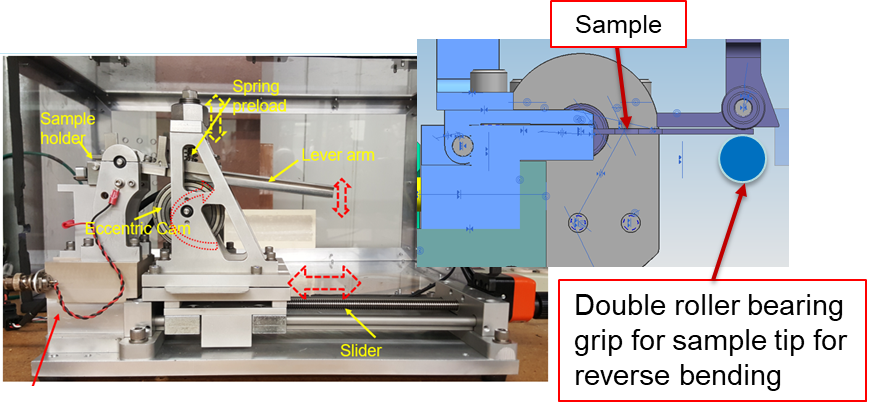 Sample
Spring
preload
Sample
holder
Lever arm
Eccentric Cam
Slider
Double roller bearing
grip for sample tip for
reverse bending